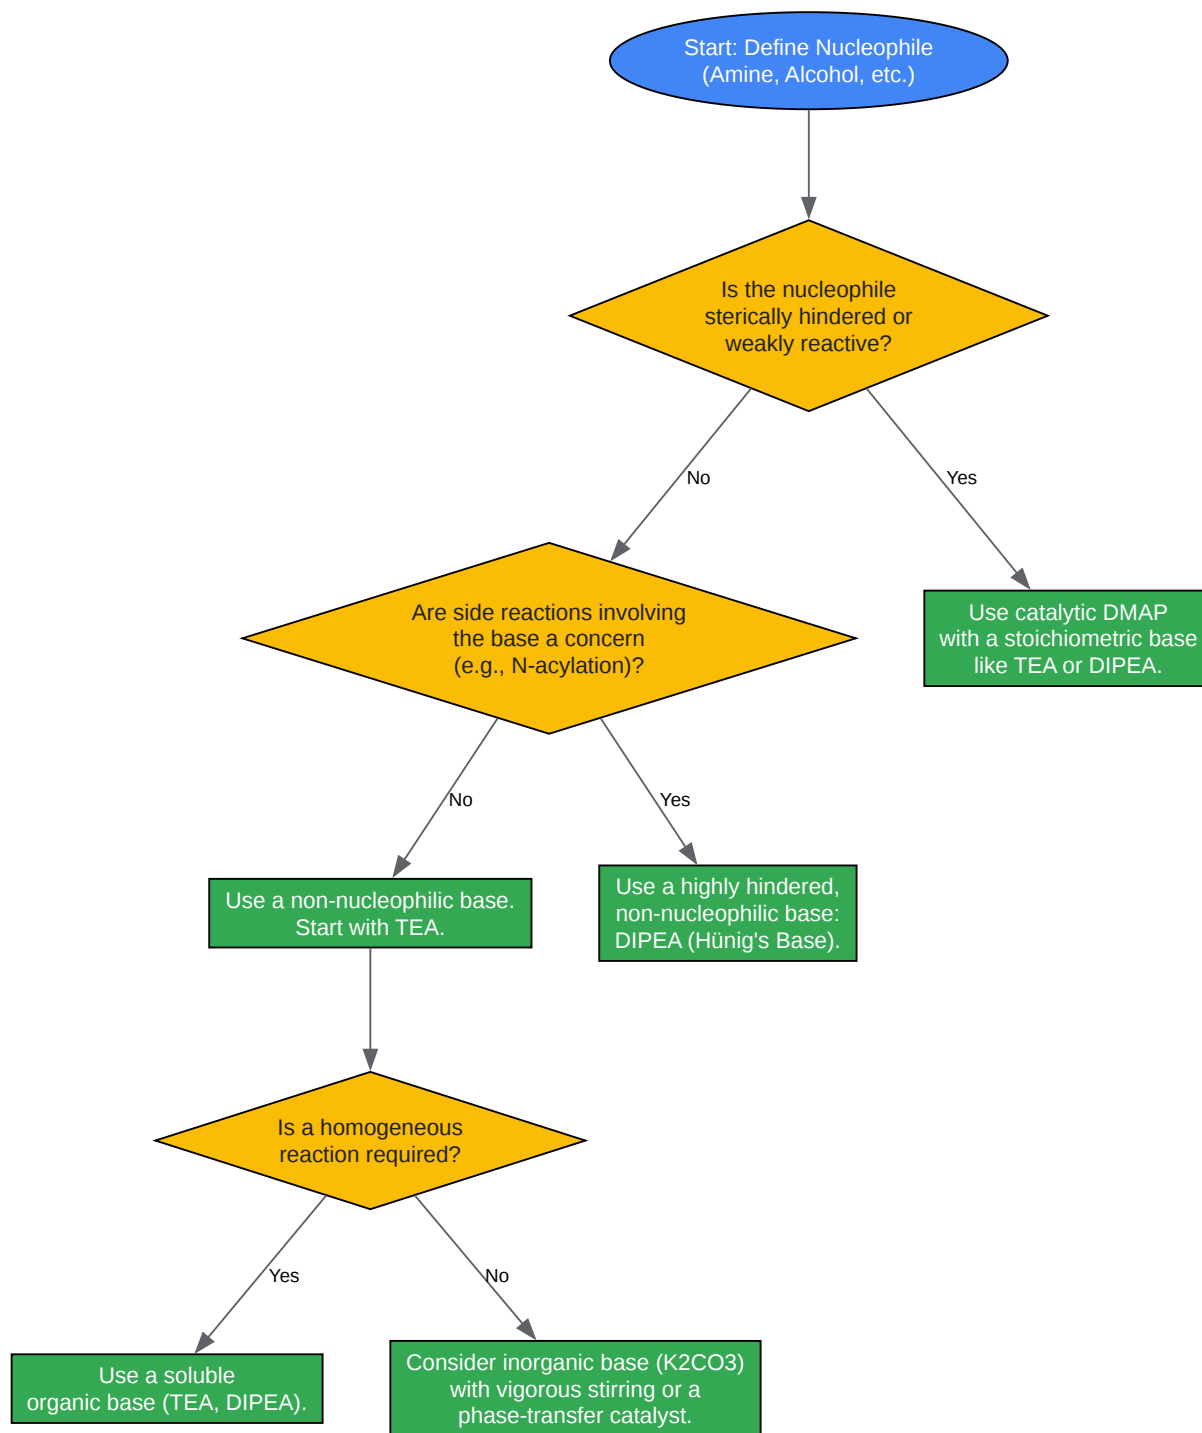 Start: Define Nucleophile
(Amine, Alcohol, etc.)
Is the nucleophile
sterically hindered or
weakly reactive?
No
Yes
Are side reactions involving
the base a concern
(e.g., N-acylation)?
Use catalytic DMAP
with a stoichiometric base
like TEA or DIPEA.
No
Yes
Use a non-nucleophilic base.
Start with TEA.
Use a highly hindered,
non-nucleophilic base:
DIPEA (Hünig's Base).
Is a homogeneous
reaction required?
Yes
No
Use a soluble
organic base (TEA, DIPEA).
Consider inorganic base (K2CO3)
with vigorous stirring or a
phase-transfer catalyst.